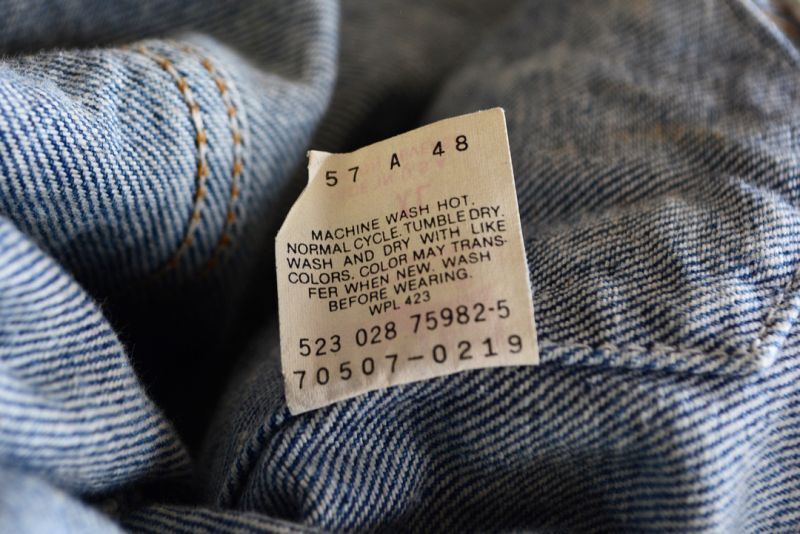 57 A 48
MACHINE WASH HOT.
NORMAL CYCLE. TUMBLE DRY.
WASH AND DRY WITH LIKE
COLORS. COLOR MAY TRANS-
FER WHEN NEW. WASH
BEFORE WEARING.
WPL 423
523 028 75982-5
70507-0219